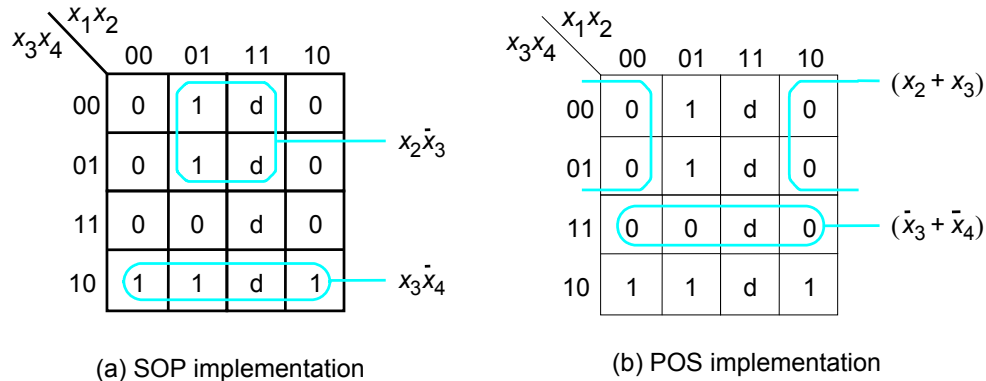 x₁x₂
x₃x₄
00 01 11 10
00 0 1 d 0
01 0 1 d 0
x₂x̄₃
11 0 0 d 0
10 1 1 d 1
x₃x̄₄
(a) SOP implementation
x₁x₂
x₃x₄
00 01 11 10
(x₂ + x₃)
00 0 1 d 0
01 0 1 d 0
11 0 0 d 0
(x̄₃ + x̄₄)
10 1 1 d 1
(b) POS implementation